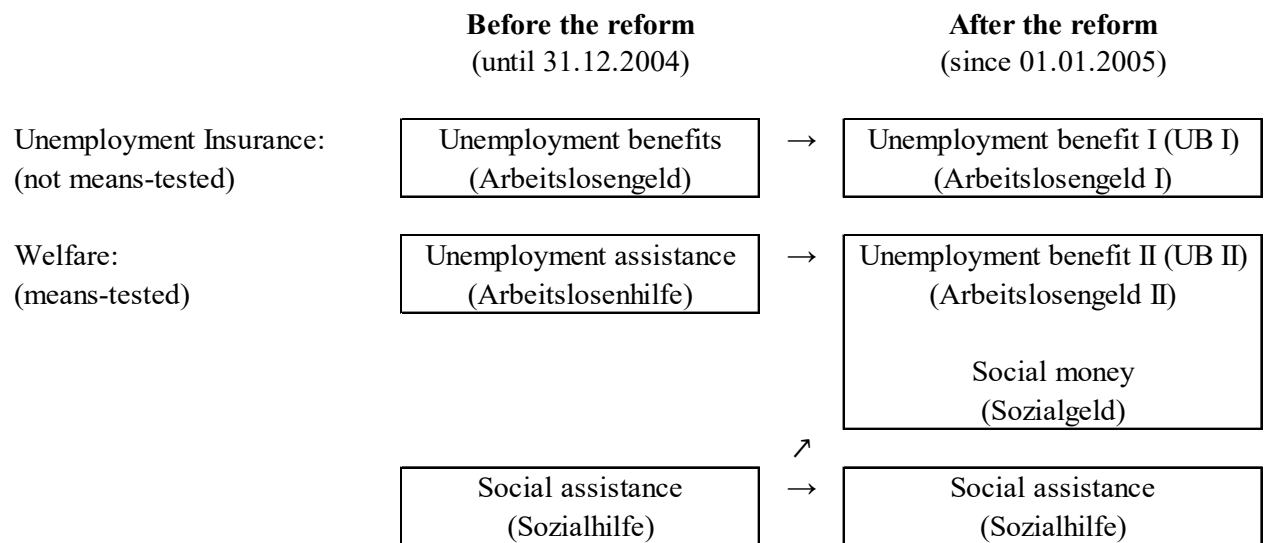 Before the reform
(until 31.12.2004)
After the reform
(since 01.01.2005)
Unemployment Insurance:
(not means-tested)
Unemployment benefits
(Arbeitslosengeld)
→
Unemployment benefit I (UB I)
(Arbeitslosengeld I)
Welfare:
(means-tested)
Unemployment assistance
(Arbeitslosenhilfe)
→
Unemployment benefit II (UB II)
(Arbeitslosengeld II)
Social money
(Sozialgeld)
↗
Social assistance
(Sozialhilfe)
→
Social assistance
(Sozialhilfe)